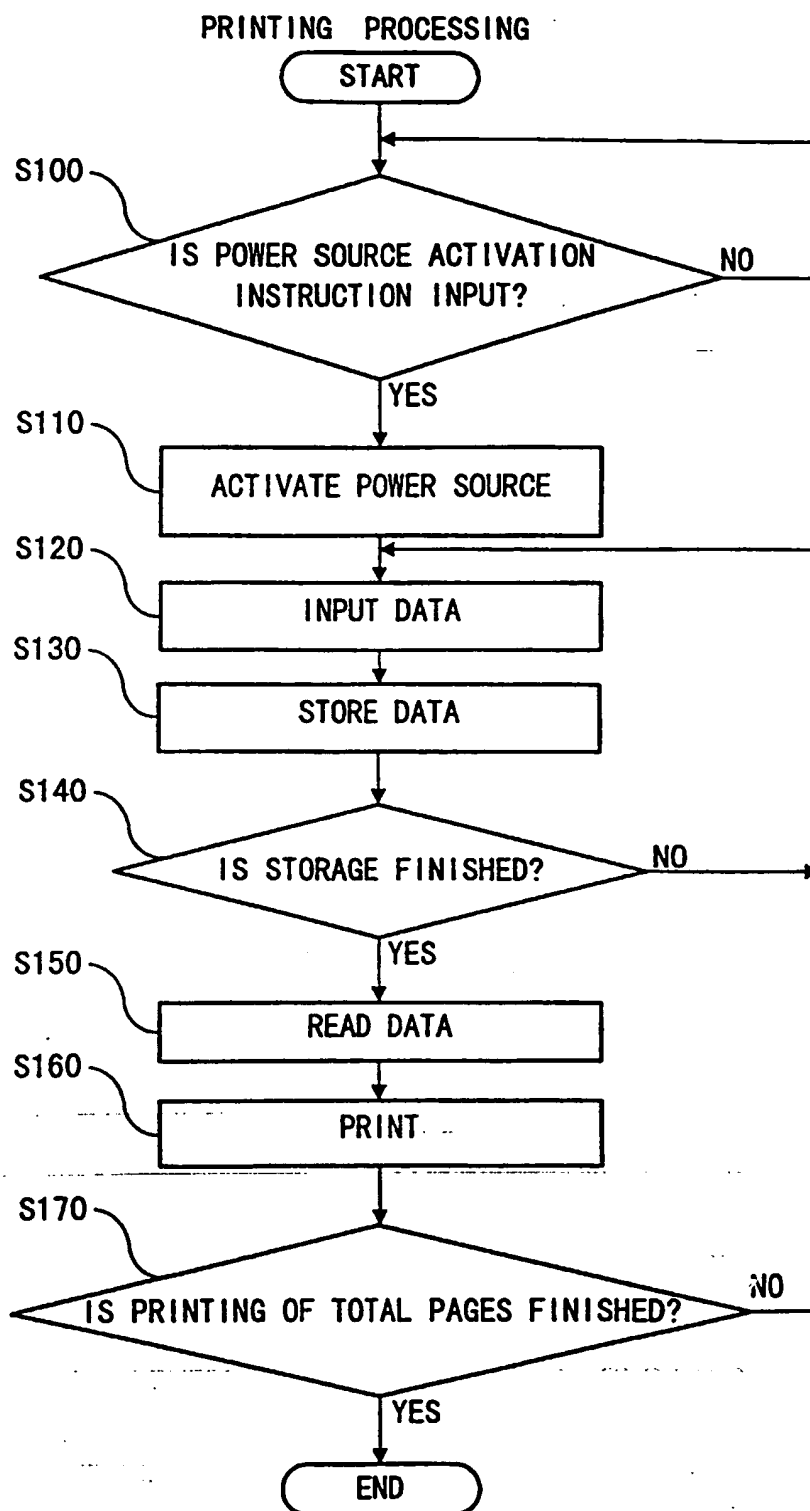 PRINTING PROCESSING
START
S100
IS POWER SOURCE ACTIVATION
INSTRUCTION INPUT?
NO
YES
S110
ACTIVATE POWER SOURCE
S120
INPUT DATA
S130
STORE DATA
S140
IS STORAGE FINISHED?
NO
YES
S150
READ DATA
S160
PRINT
S170
IS PRINTING OF TOTAL PAGES FINISHED?
NO
YES
END